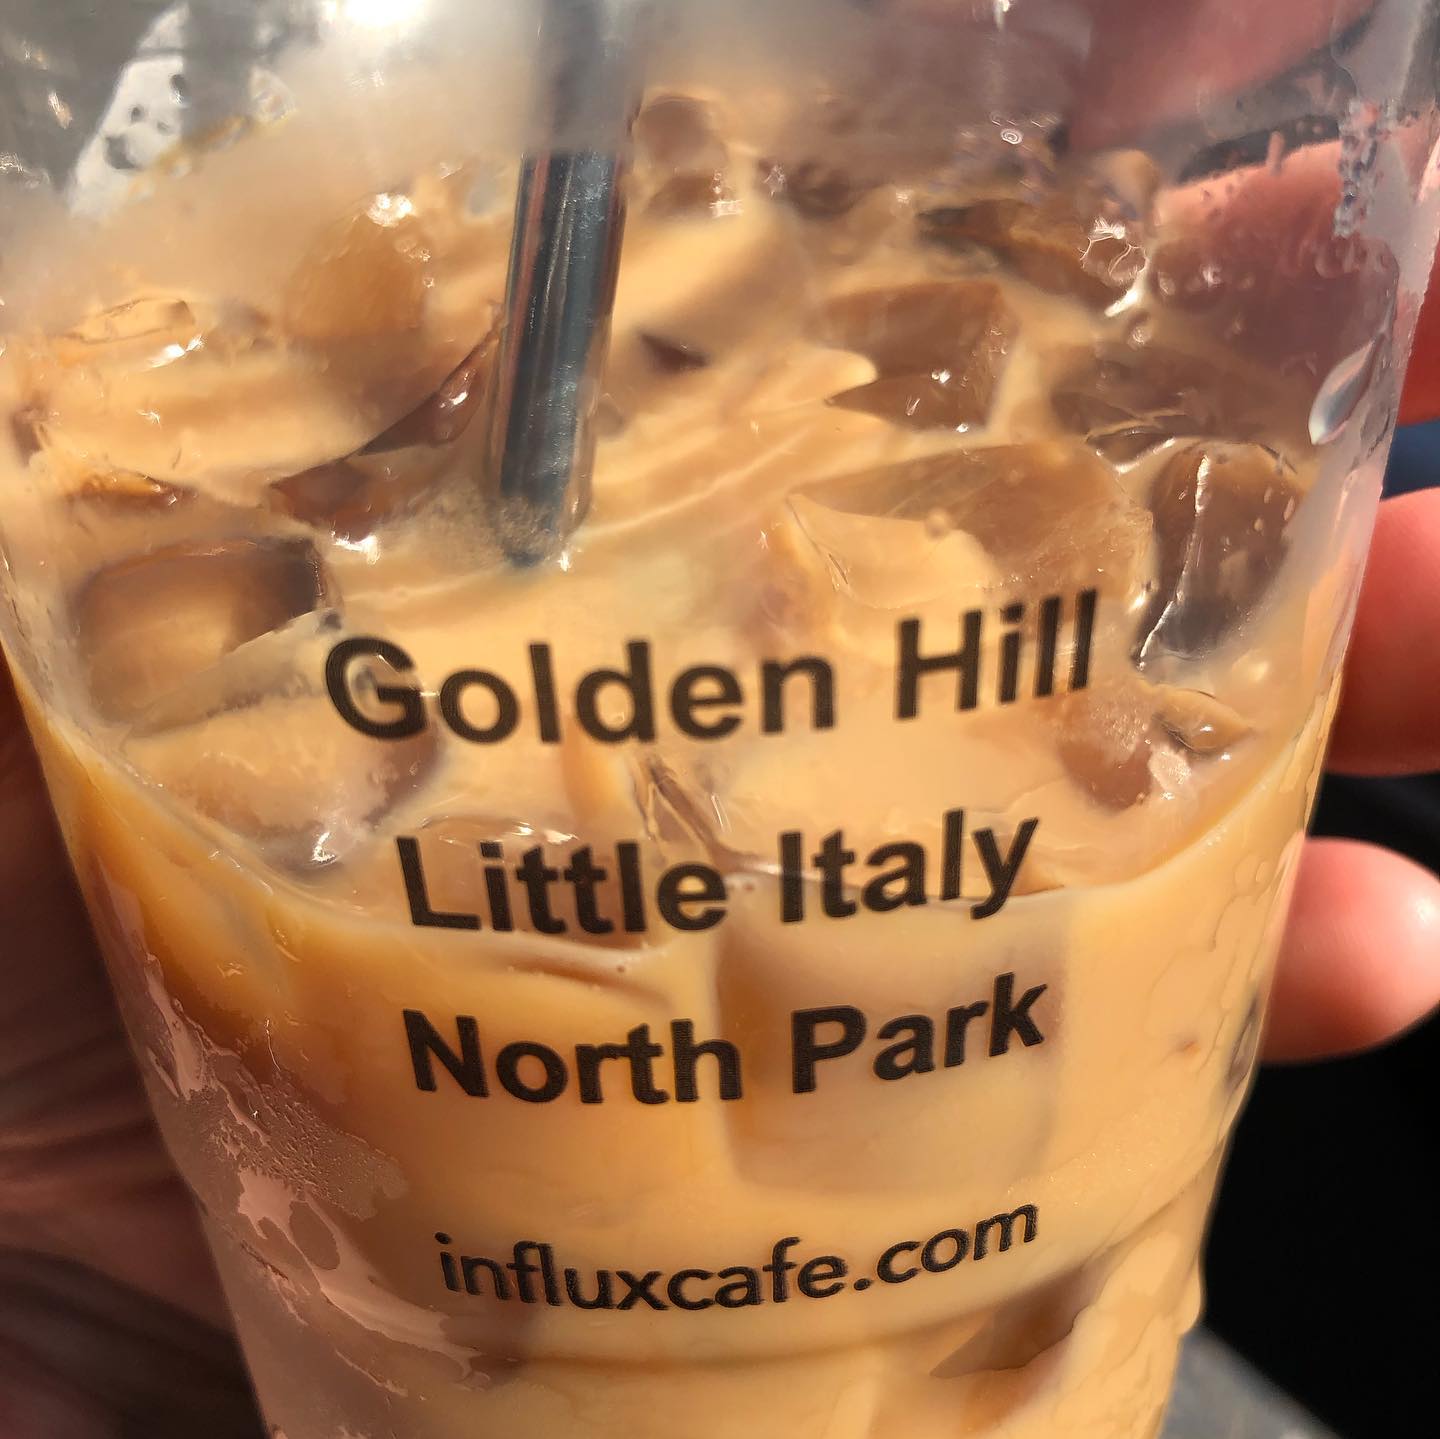 Golden Hill
Little Italy
North Park
influxcafe.com